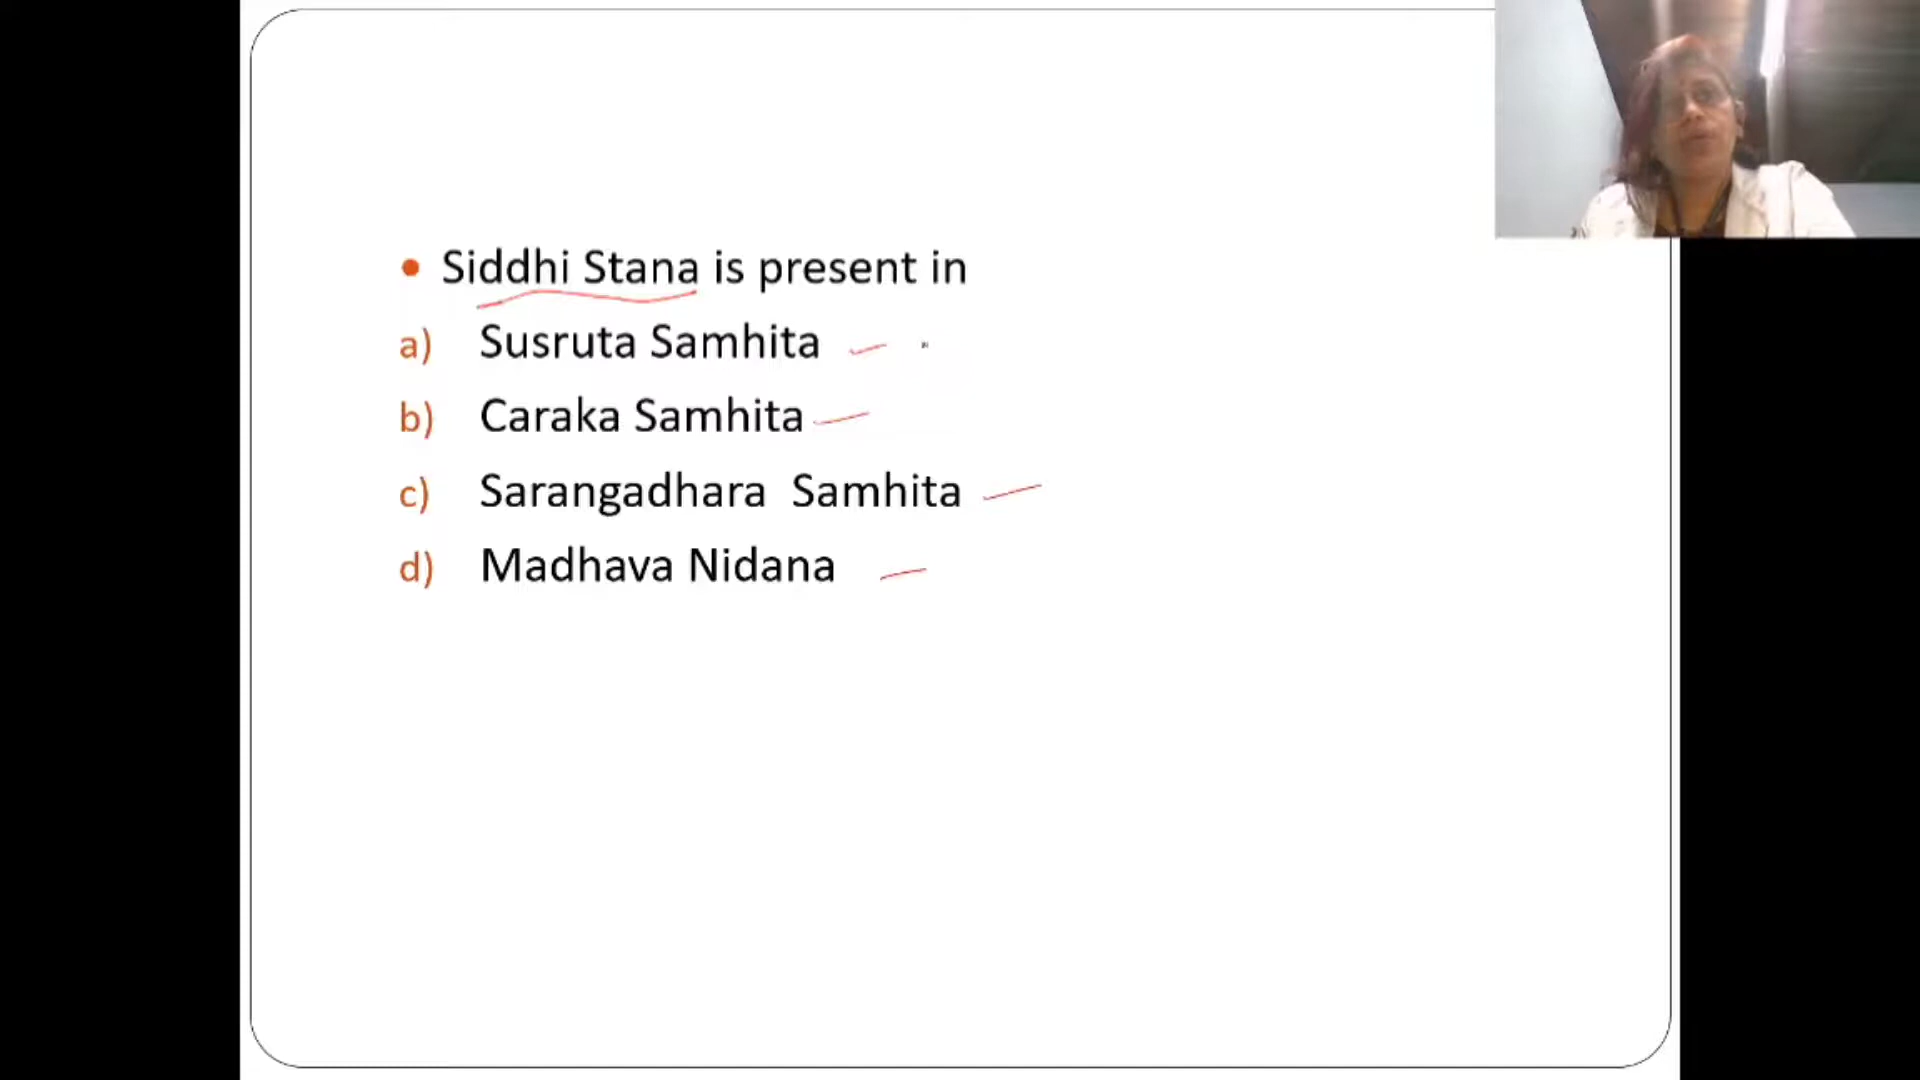 • Siddhi Stana is present in
a) Susruta Samhita
b) Caraka Samhita
c) Sarangadhara Samhita
d) Madhava Nidana